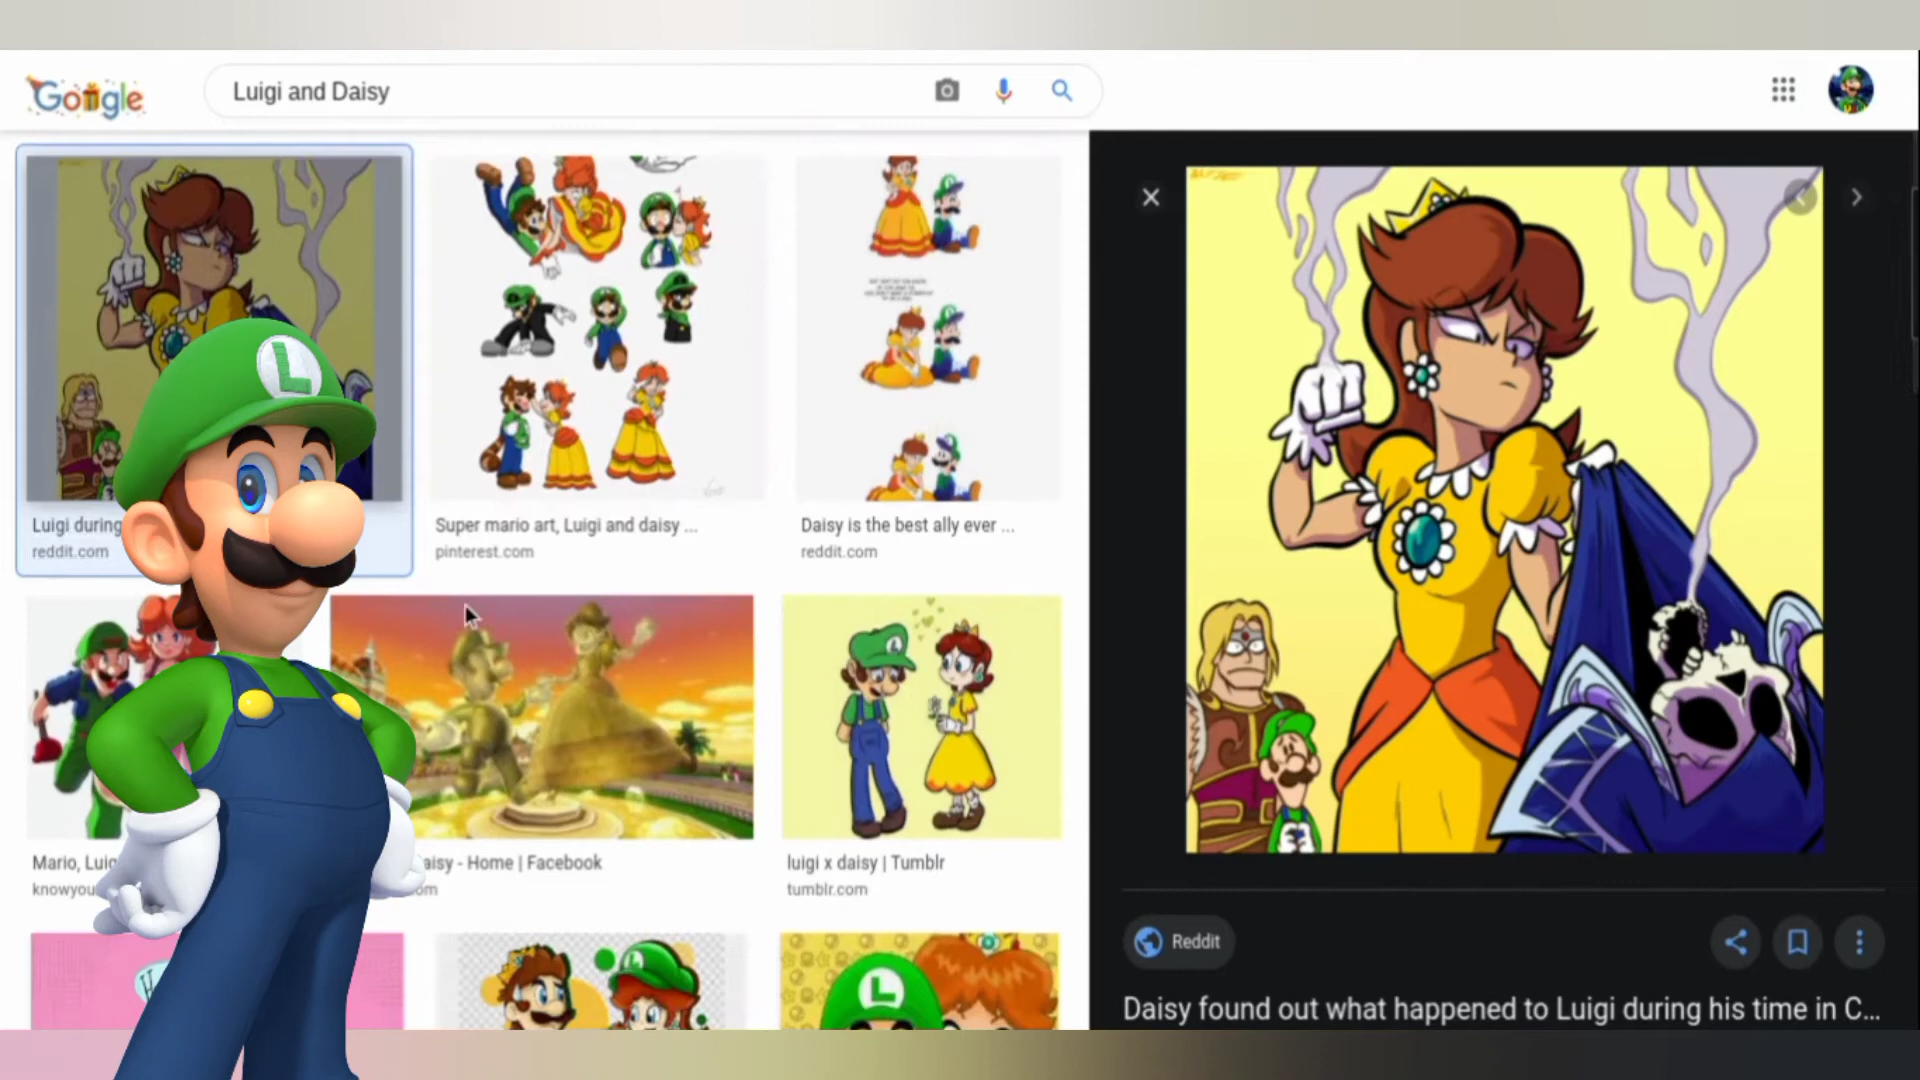 Google
Luigi and Daisy
Luigi during
reddit.com
Super mario art, Luigi and daisy ...
pinterest.com
Daisy is the best ally ever ...
reddit.com
L
Mario, Luig
knowyou
aisy - Home | Facebook
om
luigi x daisy | Tumblr
tumblr.com
H
L
L
Reddit
Daisy found out what happened to Luigi during his time in C...